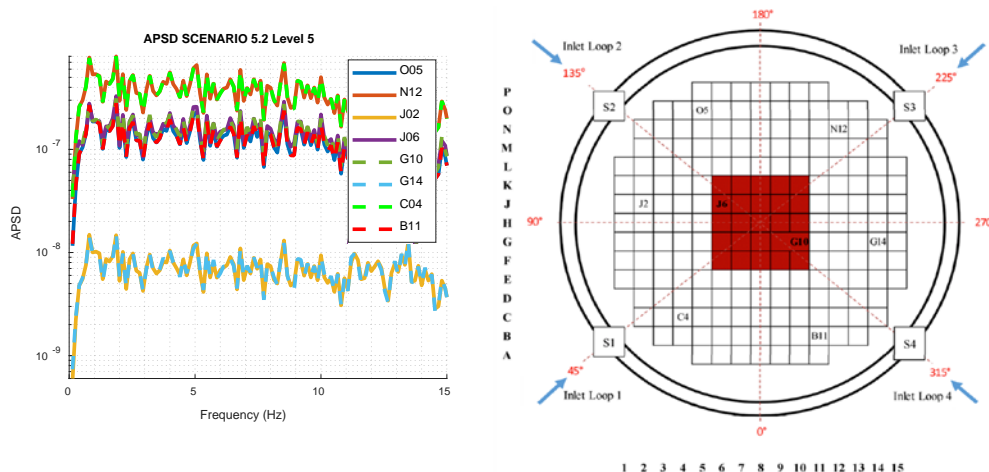 APSD SCENARIO 5.2 Level 5
O05
N12
J02
J06
G10
G14
C04
B11
10^-7
10^-8
10^-9
APSD
0
5
10
15
Frequency (Hz)
180°
Inlet Loop 2
Inlet Loop 3
135°
225°
S2
S3
P
O
N
M
L
K
J
H
G
F
E
D
C
B
A
O5
N12
J2
J6
90°
270
G10
G14
C4
B11
S1
S4
45°
315°
Inlet Loop 1
Inlet Loop 4
0°
1 2 3 4 5 6 7 8 9 10 11 12 13 14 15